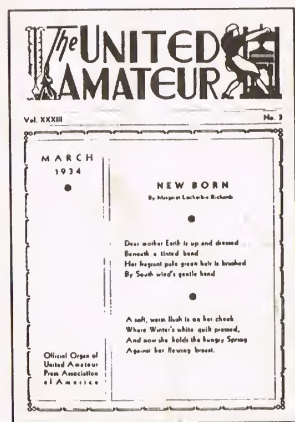 The UNITED
AMATEUR
Vol. XXXIII No. 3
MARCH
1934
NEW BORN
By Margaret Lockerbie Richards
Dear mother Earth is up and dressed
Beneath a tinted band
Her fragrant pale green hair is brushed
By South wind's gentle hand
A soft, warm flush is on her cheek
Where Winter's white quilt pressed,
And now she holds the hungry Spring
Against her flowing breast.
Official Organ of
United Amateur
Press Association
of America